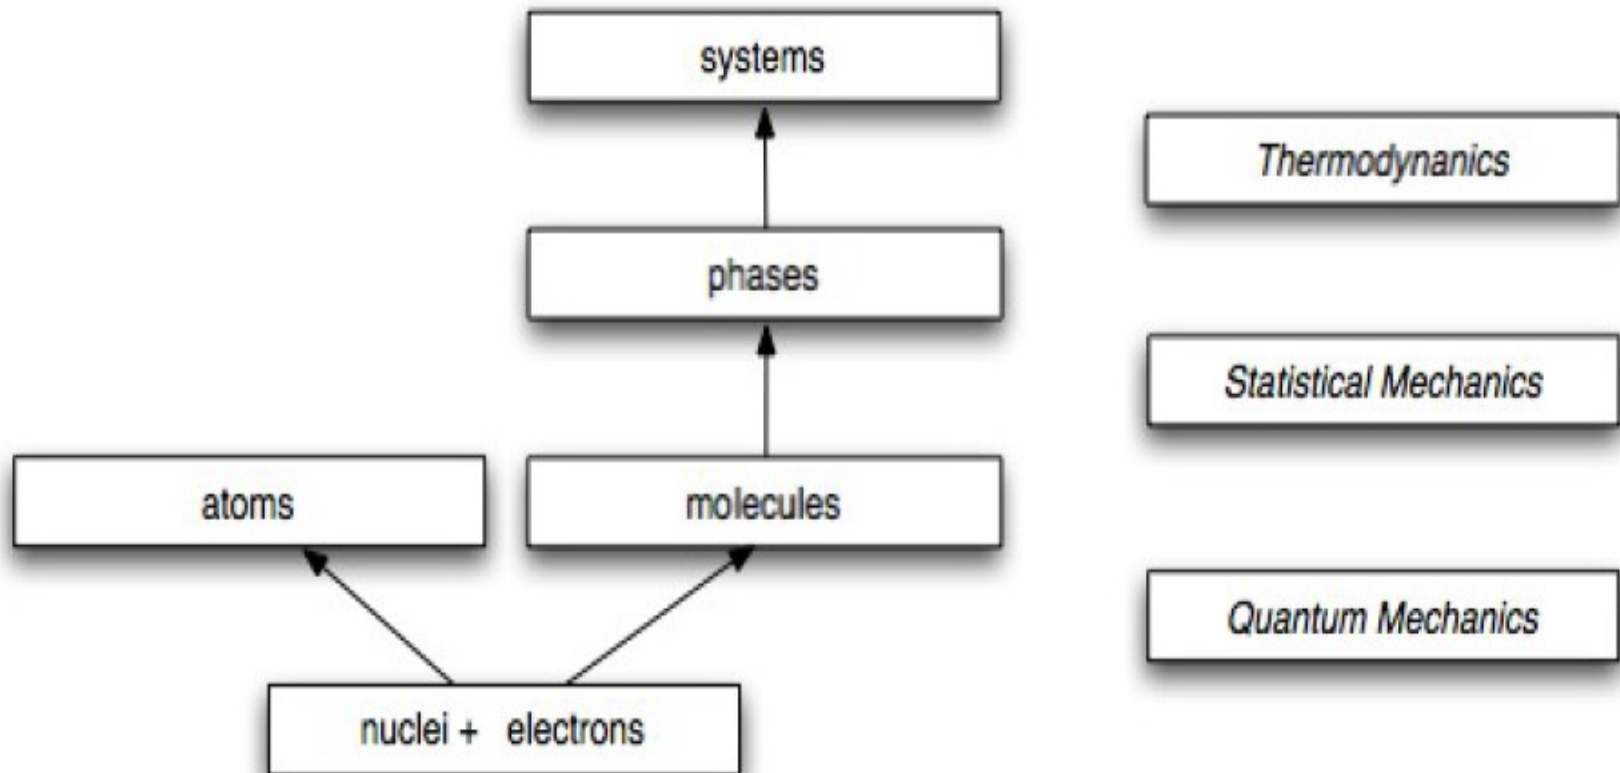 systems
Thermodynanics
phases
Statistical Mechanics
atoms
molecules
Quantum Mechanics
nuclei + electrons